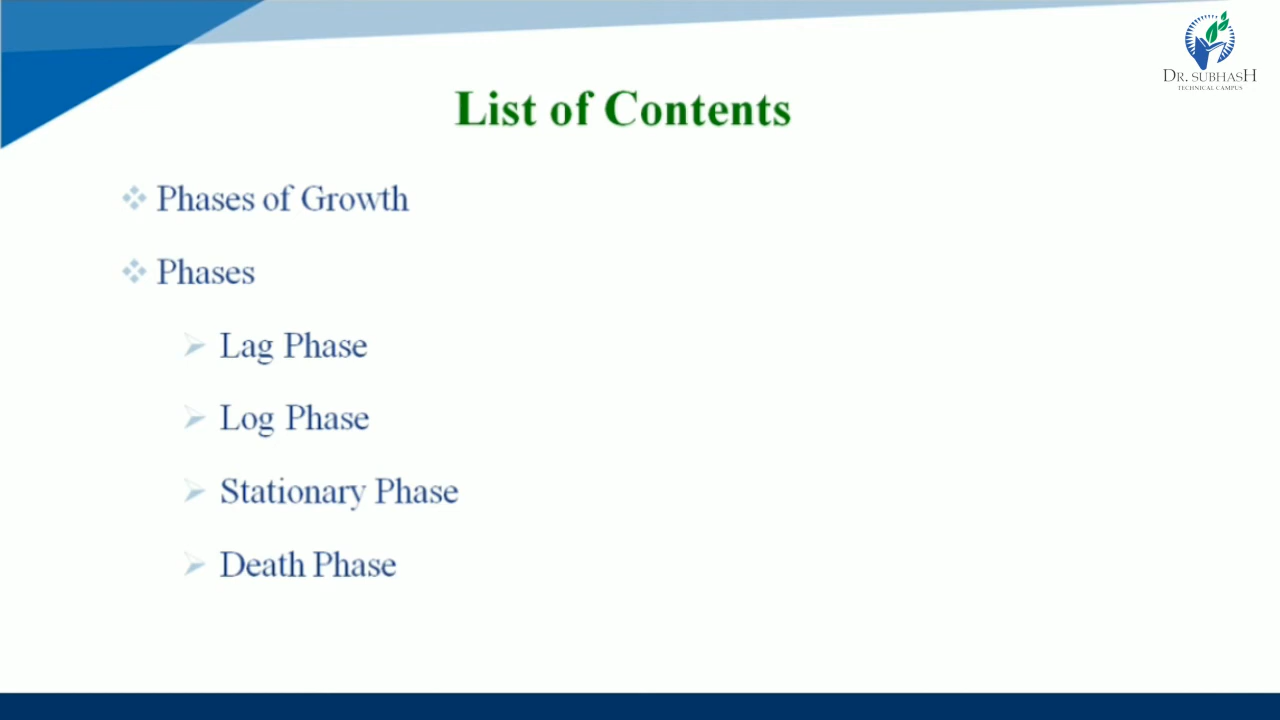 DR. SUBHASH
TECHNICAL CAMPUS
List of Contents
Phases of Growth
Phases
Lag Phase
Log Phase
Stationary Phase
Death Phase